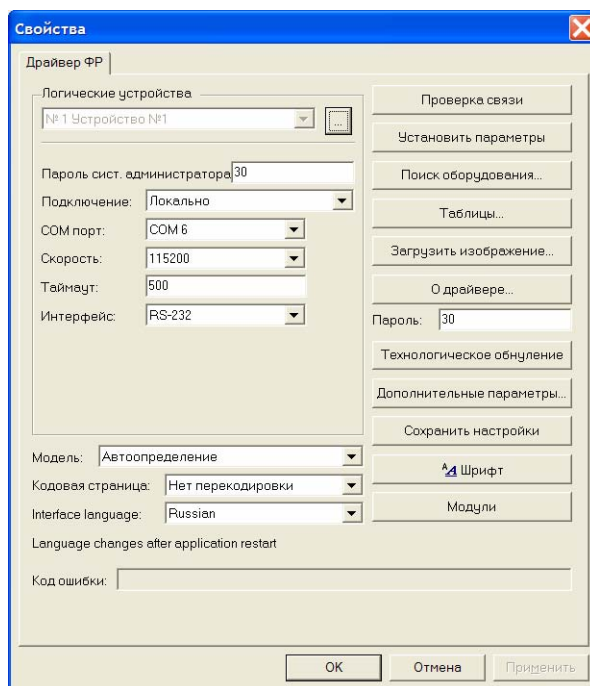 Свойства
Драйвер ФР
Логические устройства
№ 1 Устройство №1
...
Пароль сист. администратора
30
Подключение:
Локально
COM порт:
COM 6
Скорость:
115200
Таймаут:
500
Интерфейс:
RS-232
Проверка связи
Установить параметры
Поиск оборудования...
Таблицы...
Загрузить изображение...
О драйвере...
Пароль:
30
Технологическое обнуление
Дополнительные параметры...
Сохранить настройки
AA Шрифт
Модули
Модель:
Автоопределение
Кодовая страница:
Нет перекодировки
Interface language:
Russian
Language changes after application restart
Код ошибки:
OK
Отмена
Применить